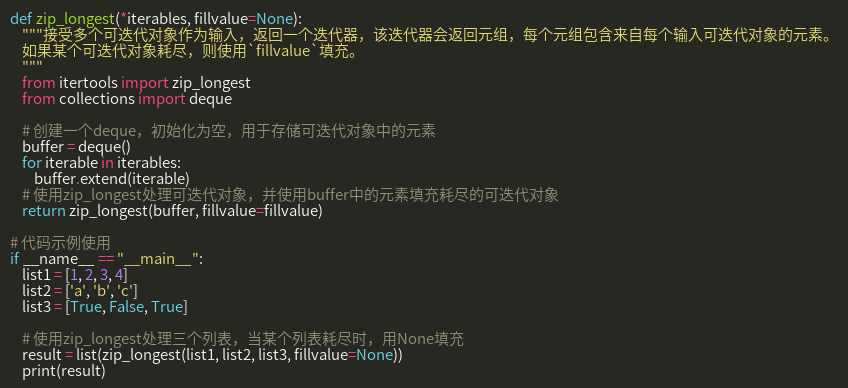 def zip_longest(*iterables, fillvalue=None):
    """接受多个可迭代对象作为输入，返回一个迭代器，该迭代器会返回元组，每个元组包含来自每个输入可迭代对象的元素。
    如果某个可迭代对象耗尽，则使用`fillvalue`填充。
    """
    from itertools import zip_longest
    from collections import deque

    # 创建一个deque，初始化为空，用于存储可迭代对象中的元素
    buffer = deque()
    for iterable in iterables:
        buffer.extend(iterable)
    # 使用zip_longest处理可迭代对象，并使用buffer中的元素填充耗尽的可迭代对象
    return zip_longest(buffer, fillvalue=fillvalue)

# 代码示例使用
if __name__ == "__main__":
    list1 = [1, 2, 3, 4]
    list2 = ['a', 'b', 'c']
    list3 = [True, False, True]

    # 使用zip_longest处理三个列表，当某个列表耗尽时，用None填充
    result = list(zip_longest(list1, list2, list3, fillvalue=None))
    print(result)